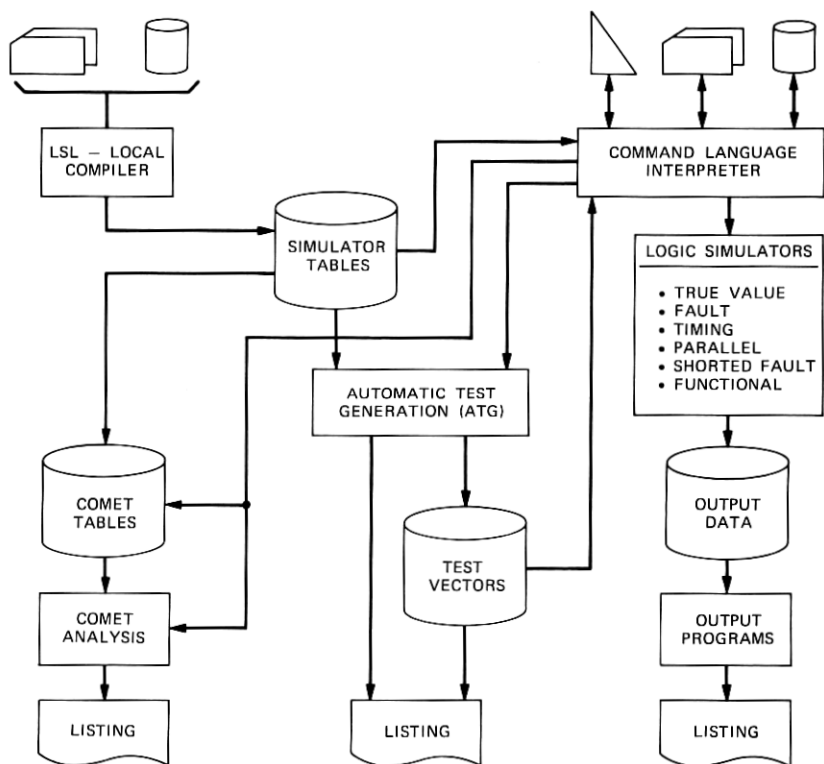 LSL – LOCAL
COMPILER
COMMAND LANGUAGE
INTERPRETER
SIMULATOR
TABLES
LOGIC SIMULATORS
• TRUE VALUE
• FAULT
• TIMING
• PARALLEL
• SHORTED FAULT
• FUNCTIONAL
AUTOMATIC TEST
GENERATION (ATG)
COMET
TABLES
TEST
VECTORS
OUTPUT
DATA
COMET
ANALYSIS
OUTPUT
PROGRAMS
LISTING
LISTING
LISTING